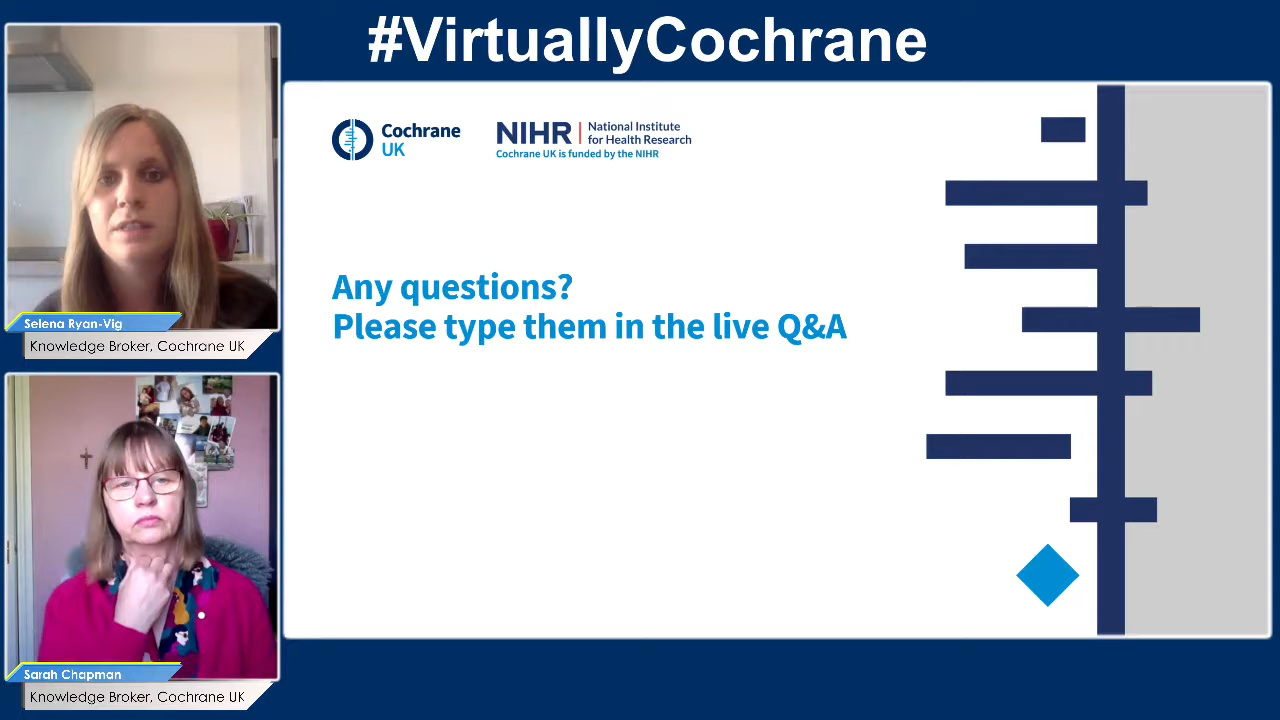 #VirtuallyCochrane
Selena Ryan-Vig
Knowledge Broker, Cochrane UK
Sarah Chapman
Knowledge Broker, Cochrane UK
Cochrane
UK
NIHR | National Institute
for Health Research
Cochrane UK is funded by the NIHR
Any questions?
Please type them in the live Q&A